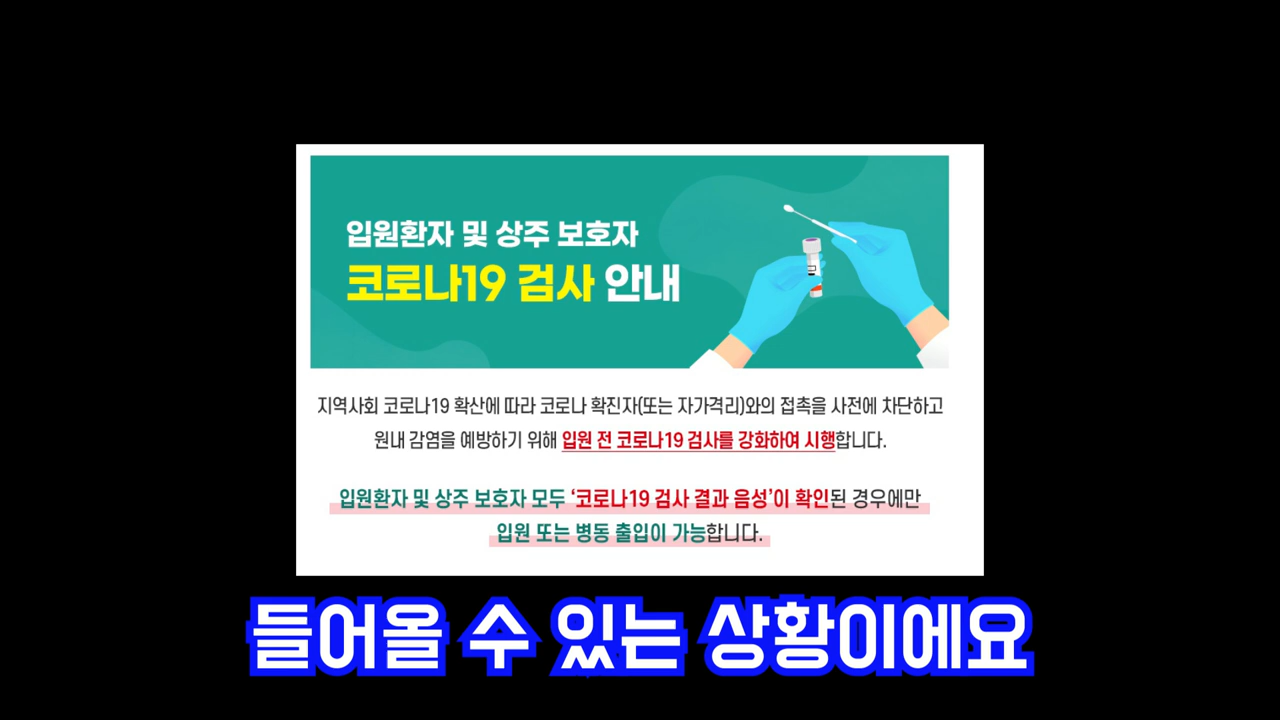 입원환자 및 상주 보호자
코로나19 검사 안내
지역사회 코로나19 확산에 따라 코로나 확진자(또는 자가격리)와의 접촉을 사전에 차단하고
원내 감염을 예방하기 위해 입원 전 코로나19 검사를 강화하여 시행합니다.
입원환자 및 상주 보호자 모두 '코로나19 검사 결과 음성'이 확인된 경우에만
입원 또는 병동 출입이 가능합니다.
들어올 수 있는 상황이에요